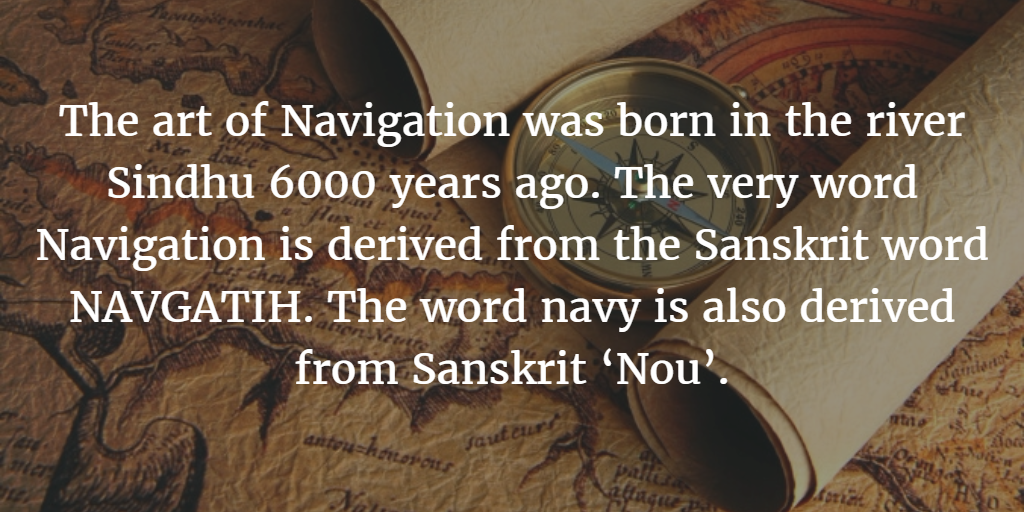 The art of Navigation was born in the river
Sindhu 6000 years ago. The very word
Navigation is derived from the Sanskrit word
NAVGATIH. The word navy is also derived
from Sanskrit ‘Nou’.